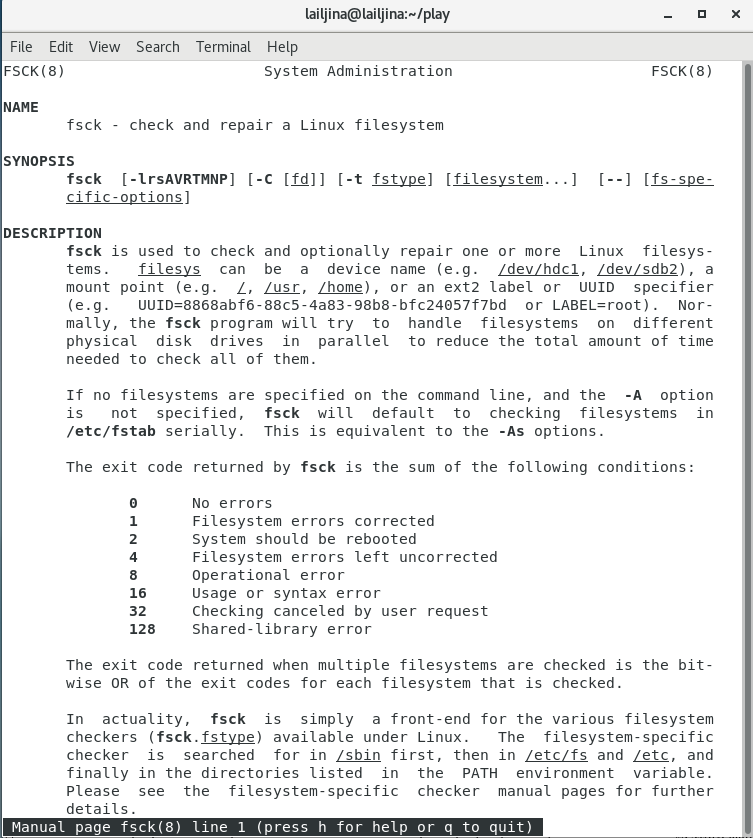 lailjina@lailjina:~/play
File Edit View Search Terminal Help
FSCK(8) System Administration FSCK(8)
NAME
fsck - check and repair a Linux filesystem
SYNOPSIS
fsck [-lrsAVRTMNP] [-C [fd]] [-t fstype] [filesystem...] [--] [fs-spe-
cific-options]
DESCRIPTION
fsck is used to check and optionally repair one or more Linux filesys-
tems. filesys can be a device name (e.g. /dev/hdc1, /dev/sdb2), a
mount point (e.g. /, /usr, /home), or an ext2 label or UUID specifier
(e.g. UUID=8868abf6-88c5-4a83-98b8-bfc24057f7bd or LABEL=root). Nor-
mally, the fsck program will try to handle filesystems on different
physical disk drives in parallel to reduce the total amount of time
needed to check all of them.
If no filesystems are specified on the command line, and the -A option
is not specified, fsck will default to checking filesystems in
/etc/fstab serially. This is equivalent to the -As options.
The exit code returned by fsck is the sum of the following conditions:
0 No errors
1 Filesystem errors corrected
2 System should be rebooted
4 Filesystem errors left uncorrected
8 Operational error
16 Usage or syntax error
32 Checking canceled by user request
128 Shared-library error
The exit code returned when multiple filesystems are checked is the bit-
wise OR of the exit codes for each filesystem that is checked.
In actuality, fsck is simply a front-end for the various filesystem
checkers (fsck.fstype) available under Linux. The filesystem-specific
checker is searched for in /sbin first, then in /etc/fs and /etc, and
finally in the directories listed in the PATH environment variable.
Please see the filesystem-specific checker manual pages for further
details.
Manual page fsck(8) line 1 (press h for help or q to quit)